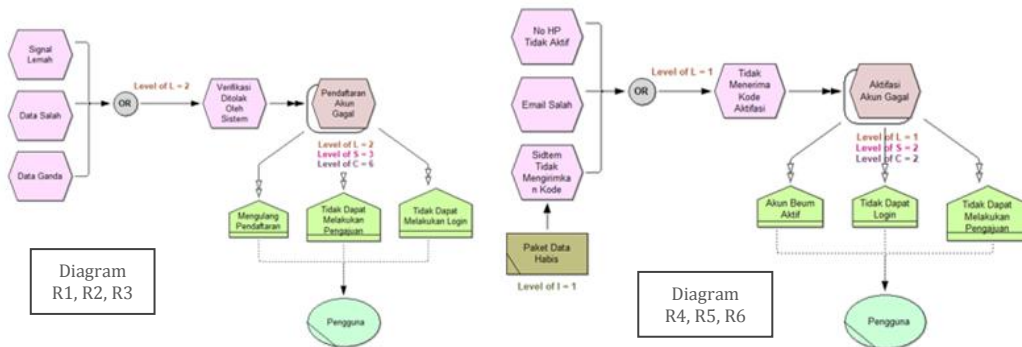 Signal
Lemah
Data Salah
Data Ganda
OR
Level of L = 2
Verifikasi
Ditolak
Oleh
Sistem
Pendaftaran
Akun
Gagal
Level of L = 2
Level of S = 3
Level of C = 6
Mengulang
Pendaftaran
Tidak Dapat
Melakukan
Pengajuan
Tidak Dapat
Melakukan Login
Pengguna
Diagram
R1, R2, R3
No HP
Tidak Aktif
Email Salah
Sidtem
Tidak
Mengirimka
n Kode
Paket Data
Habis
Level of I = 1
OR
Level of L = 1
Tidak
Menerima
Kode
Aktifasi
Aktifasi
Akun Gagal
Level of L = 1
Level of S = 2
Level of C = 2
Akun Beum
Aktif
Tidak Dapat
Login
Tidak Dapat
Melakukan
Pengajuan
Pengguna
Diagram
R4, R5, R6